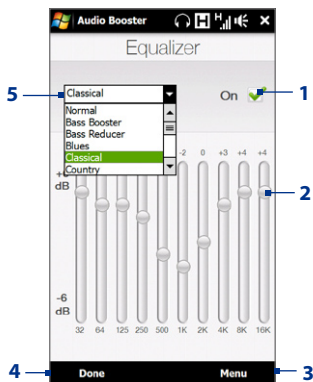 Audio Booster
Equalizer
Classical
On
Normal
Bass Booster
Bass Reducer
Blues
Classical
Country
-2 0 +3 +4 +4
dB
-6
dB
32 64 125 250 500 1K 2K 4K 8K 16K
Done Menu
1
2
3
4
5